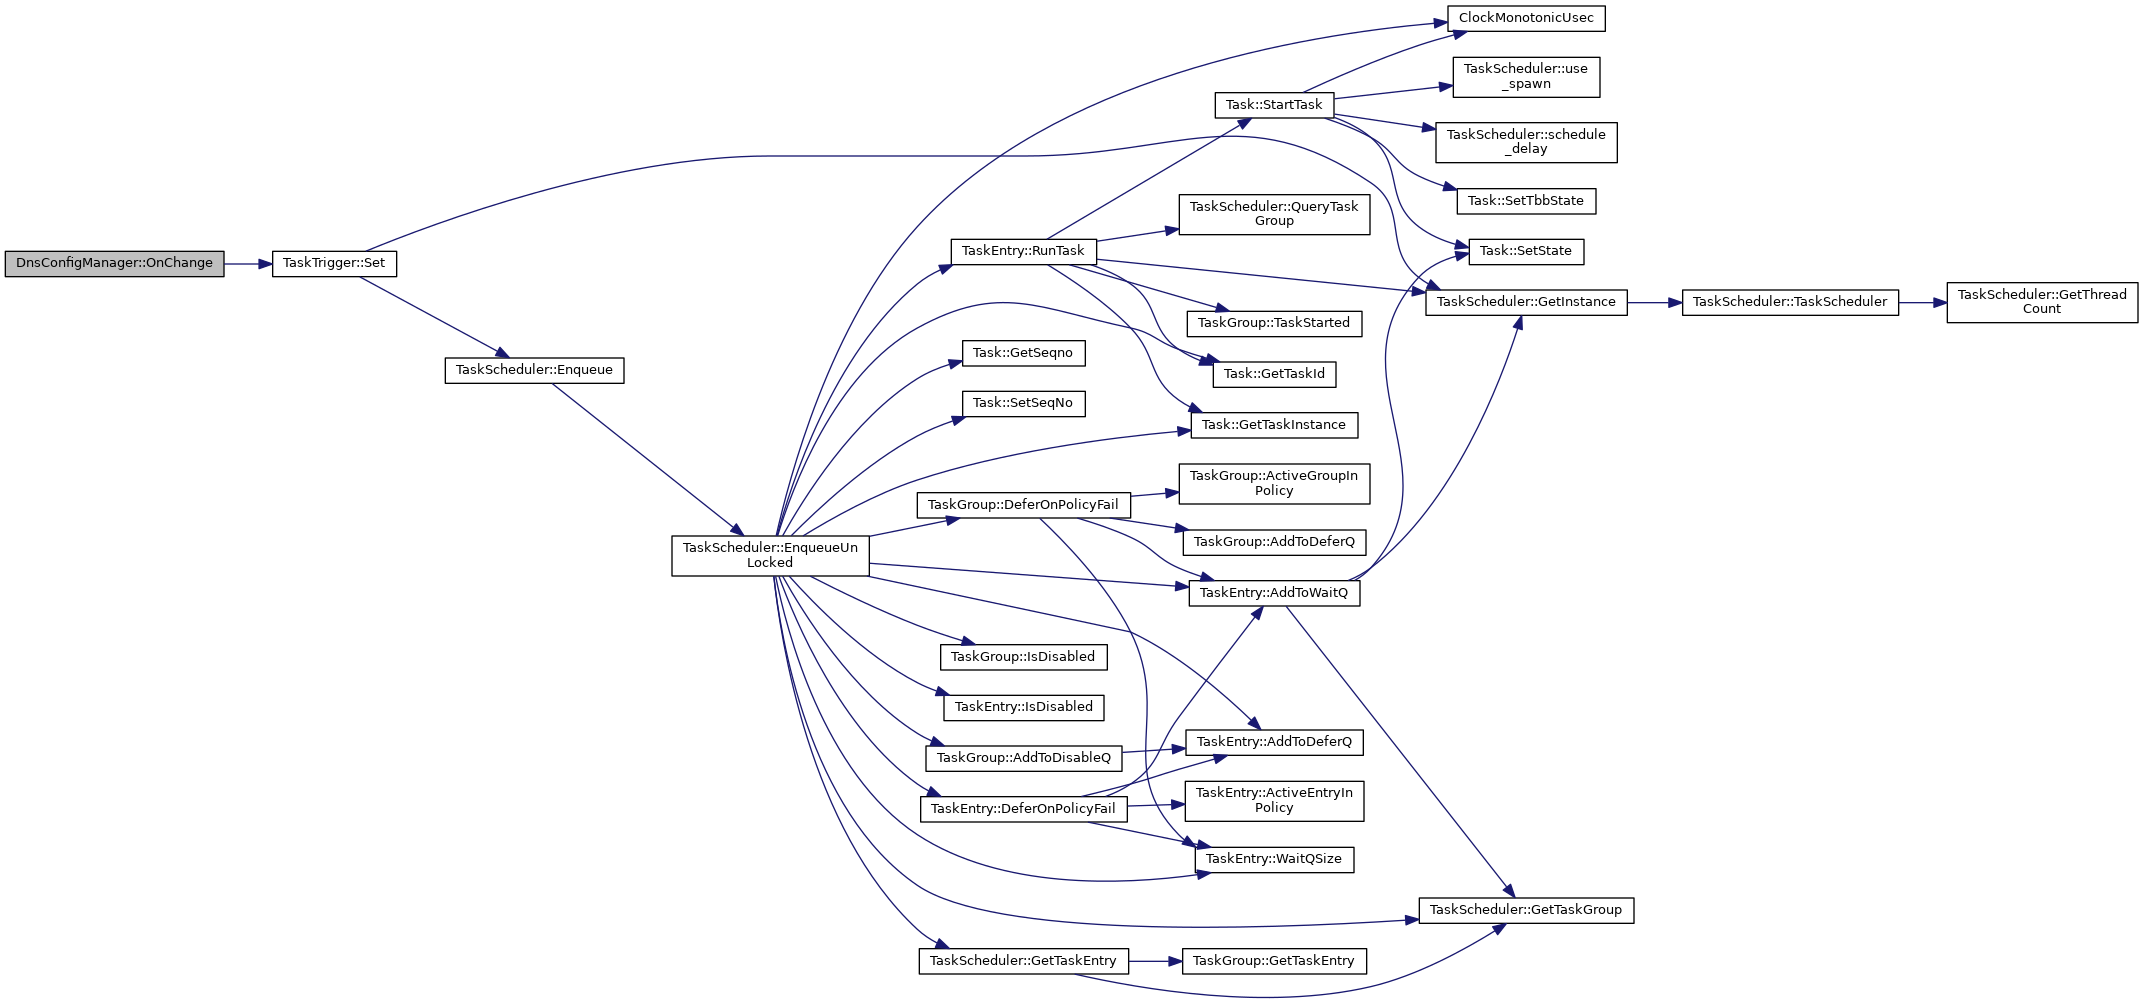 ClockMonotonicUsec
TaskScheduler::use
_spawn
Task::StartTask
TaskScheduler::schedule
_delay
Task::SetTbbState
TaskScheduler::QueryTask
Group
Task::SetState
TaskEntry::RunTask
DnsConfigManager::OnChange
TaskTrigger::Set
TaskScheduler::GetInstance
TaskScheduler::TaskScheduler
TaskScheduler::GetThread
Count
TaskGroup::TaskStarted
Task::GetSeqno
TaskScheduler::Enqueue
Task::GetTaskId
Task::SetSeqNo
Task::GetTaskInstance
TaskGroup::ActiveGroupIn
Policy
TaskGroup::DeferOnPolicyFail
TaskGroup::AddToDeferQ
TaskScheduler::EnqueueUn
Locked
TaskEntry::AddToWaitQ
TaskGroup::IsDisabled
TaskEntry::IsDisabled
TaskEntry::AddToDeferQ
TaskGroup::AddToDisableQ
TaskEntry::ActiveEntryIn
Policy
TaskEntry::DeferOnPolicyFail
TaskEntry::WaitQSize
TaskScheduler::GetTaskGroup
TaskScheduler::GetTaskEntry
TaskGroup::GetTaskEntry